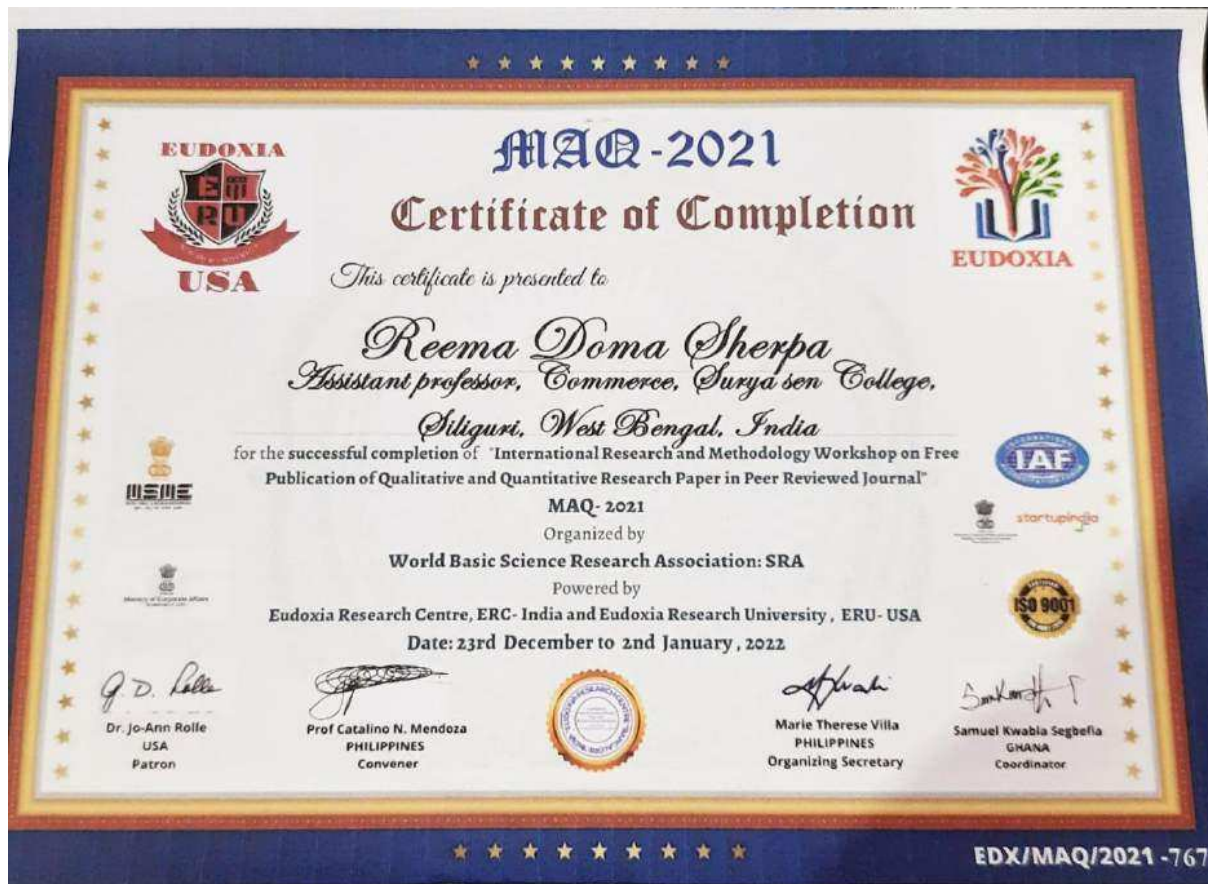 MAQ-2021
Certificate of Completion
EUDOXIA
USA
EUDOXIA
This certificate is presented to
Reema Doma Sherpa
Assistant professor, Commerce, Surya sen College,
Siliguri, West Bengal, India
for the successful completion of "International Research and Methodology Workshop on Free
Publication of Qualitative and Quantitative Research Paper in Peer Reviewed Journal"
MAQ- 2021
Organized by
World Basic Science Research Association: SRA
Powered by
Eudoxia Research Centre, ERC- India and Eudoxia Research University, ERU- USA
Date: 23rd December to 2nd January, 2022
Ministry of Corporate Affairs
IAF
startupindia
ISO 9001
Dr. Jo-Ann Rolle
USA
Patron
Prof Catalino N. Mendoza
PHILIPPINES
Convener
Marie Therese Villa
PHILIPPINES
Organizing Secretary
Samuel Kwabla Segbefia
GHANA
Coordinator
EDX/MAQ/2021 -767